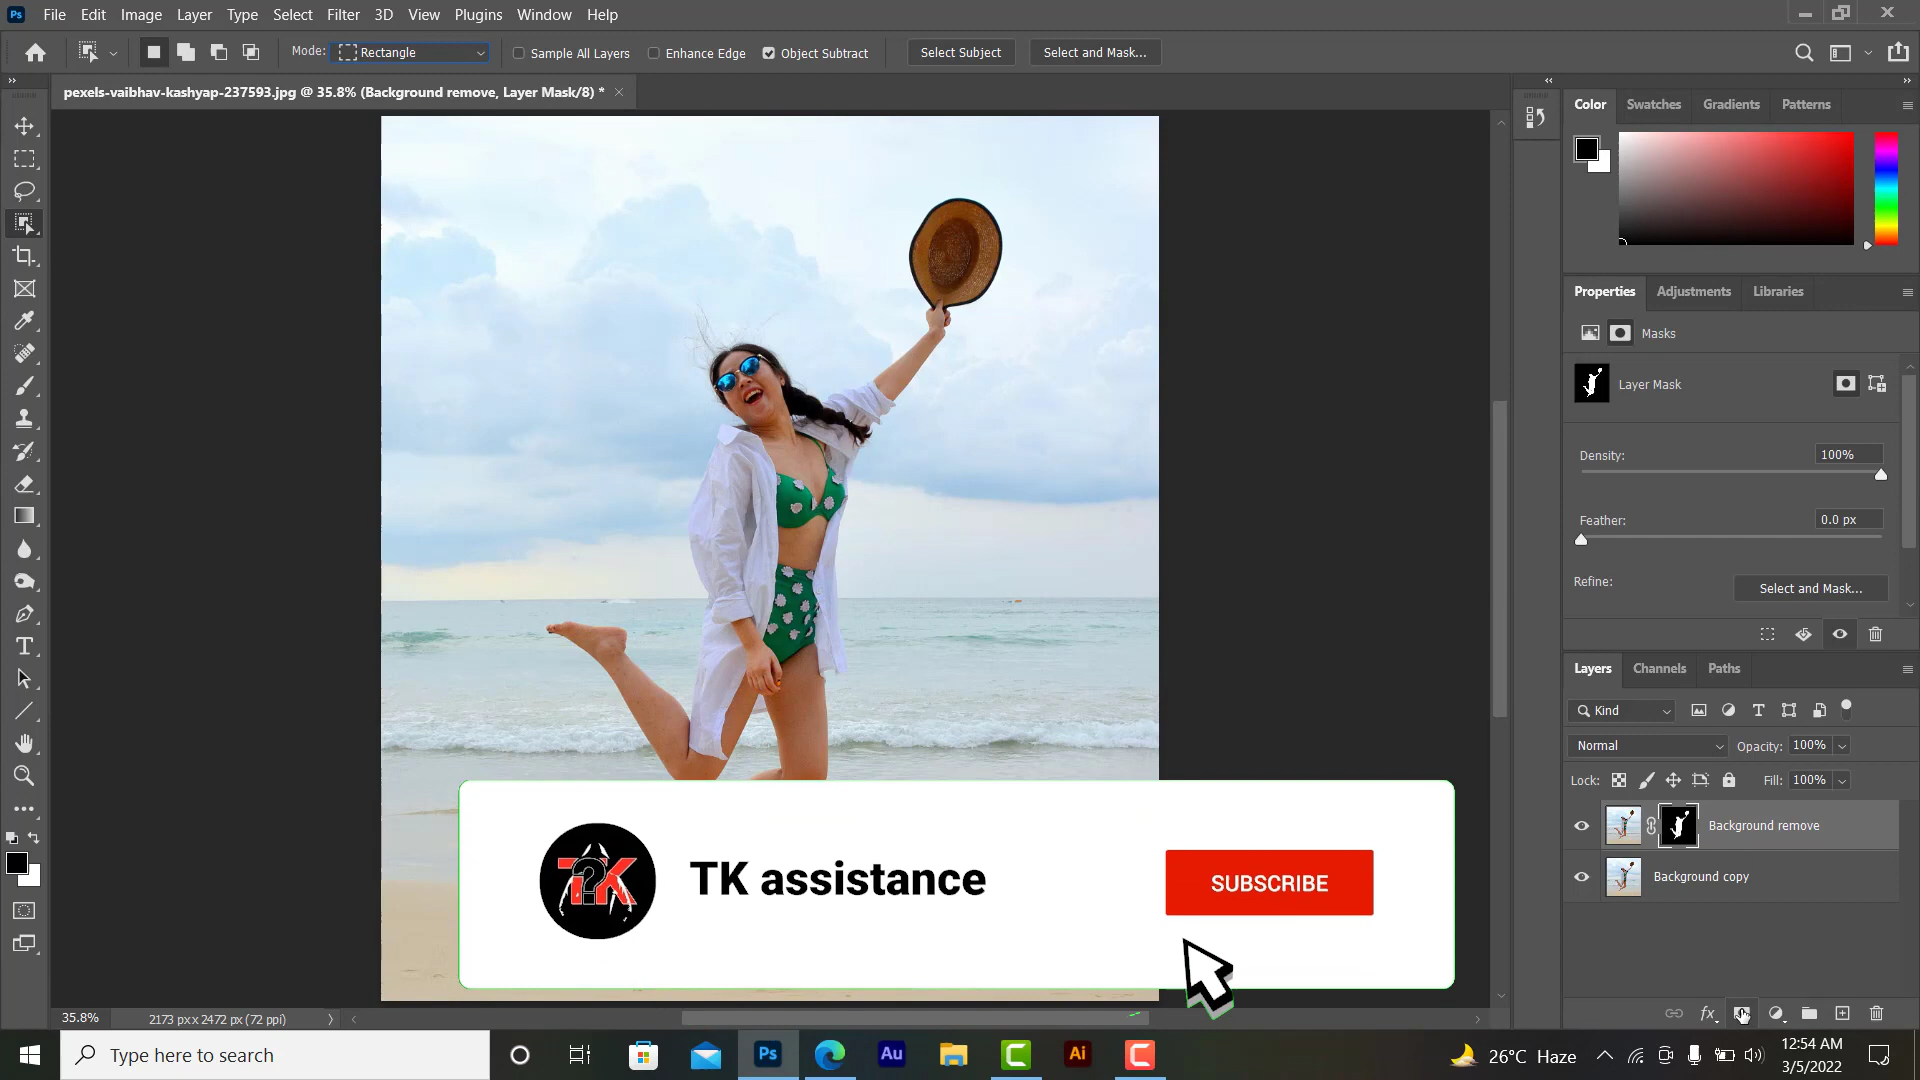 Ps File Edit Image Layer Type Select Filter 3D View Plugins Window Help
Mode: Rectangle Sample All Layers Enhance Edge Object Subtract Select Subject Select and Mask...
pexels-vaibhav-kashyap-237593.jpg @ 35.8% (Background remove, Layer Mask/8) *
Color Swatches Gradients Patterns
Properties Adjustments Libraries
Masks
Layer Mask
Density: 100%
Feather: 0.0 px
Refine: Select and Mask...
Layers Channels Paths
Kind
Normal Opacity: 100%
Lock: Fill: 100%
Background remove
Background copy
TK assistance
SUBSCRIBE
T?K
fx
35.8% 2173 px x 2472 px (72 ppi)
Type here to search
Ps Au Ai
26°C Haze
12:54 AM
3/5/2022